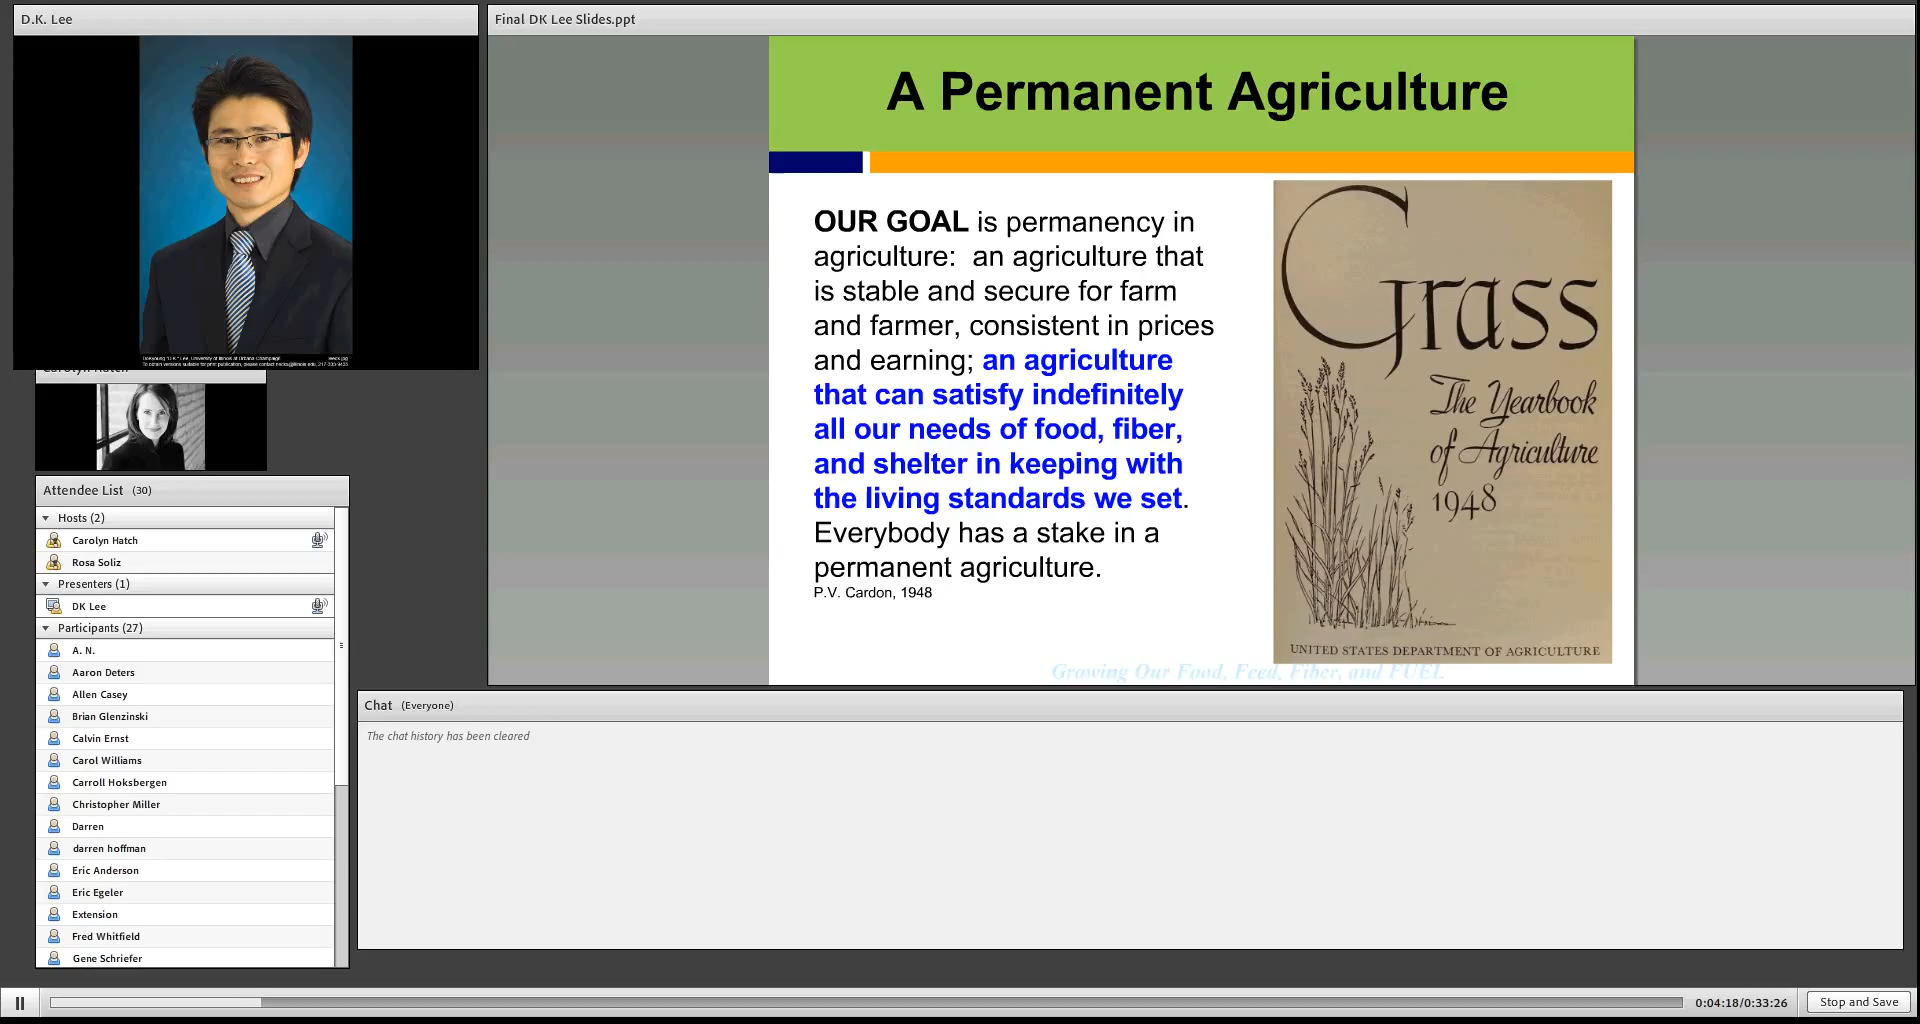 D.K. Lee
Final DK Lee Slides.ppt
A Permanent Agriculture
OUR GOAL is permanency in
agriculture:  an agriculture that
is stable and secure for farm
and farmer, consistent in prices
and earning; an agriculture
that can satisfy indefinitely
all our needs of food, fiber,
and shelter in keeping with
the living standards we set.
Everybody has a stake in a
permanent agriculture.
P.V. Cardon, 1948
Grass
The Yearbook
of Agriculture
1948
UNITED STATES DEPARTMENT OF AGRICULTURE
Growing Our Food, Feed, Fiber, and FUEL
Carolyn Hatch
Attendee List (30)
Hosts (2)
Carolyn Hatch
Rosa Soliz
Presenters (1)
DK Lee
Participants (27)
A. N.
Aaron Deters
Allen Casey
Brian Glenzinski
Calvin Ernst
Carol Williams
Carroll Hoksbergen
Christopher Miller
Darren
darren hoffman
Eric Anderson
Eric Egeler
Extension
Fred Whitfield
Gene Schriefer
Chat (Everyone)
The chat history has been cleared
0:04:18/0:33:26
Stop and Save